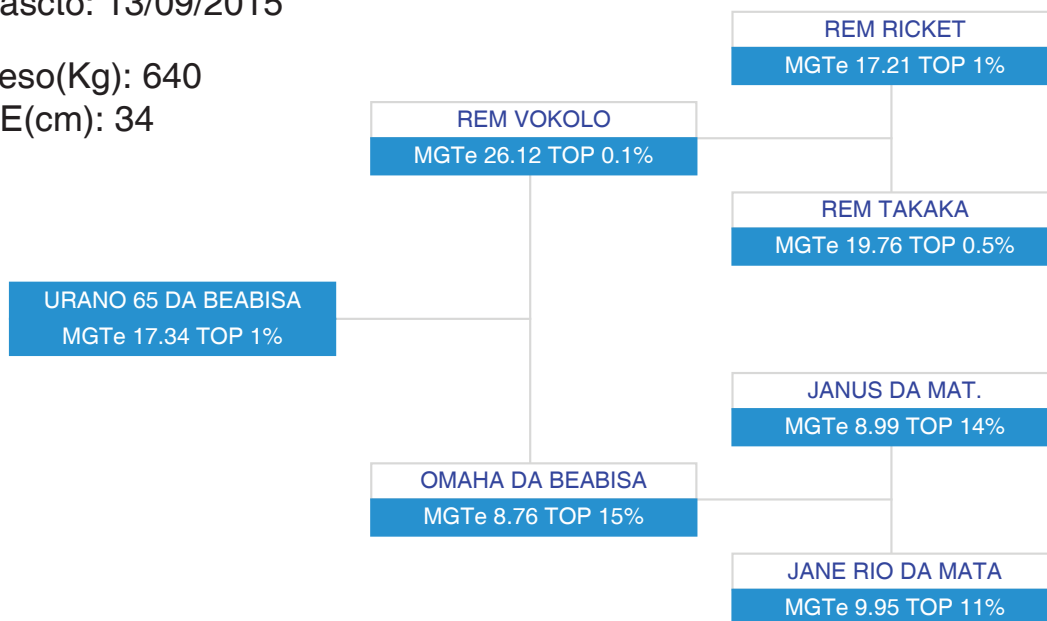 ascto: 13/09/2015
eso(Kg): 640
E(cm): 34
REM RICKET
MGTe 17.21 TOP 1%
REM VOKOLO
MGTe 26.12 TOP 0.1%
REM TAKAKA
MGTe 19.76 TOP 0.5%
URANO 65 DA BEABISA
MGTe 17.34 TOP 1%
JANUS DA MAT.
MGTe 8.99 TOP 14%
OMAHA DA BEABISA
MGTe 8.76 TOP 15%
JANE RIO DA MATA
MGTe 9.95 TOP 11%